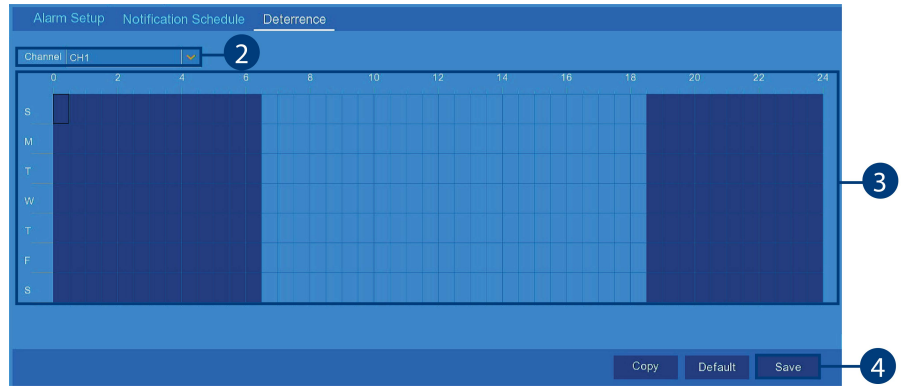 Alarm Setup Notification Schedule Deterrence
Channel CH1 2
0 2 4 6 8 10 12 14 16 18 20 22 24
S
M
T
3
W
T
F
S
Copy Default Save 4